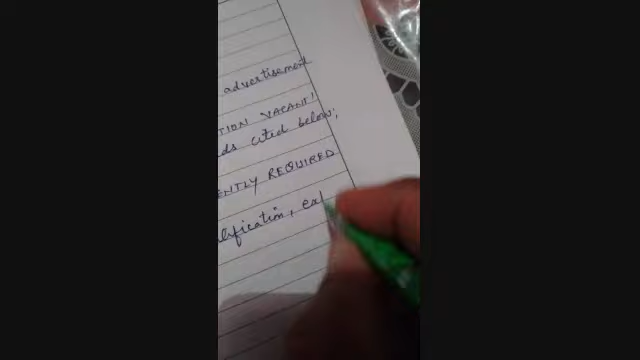 advertisement
TION VACANT!
ds cited below;
ENTLY REQUIRED
lification, ex